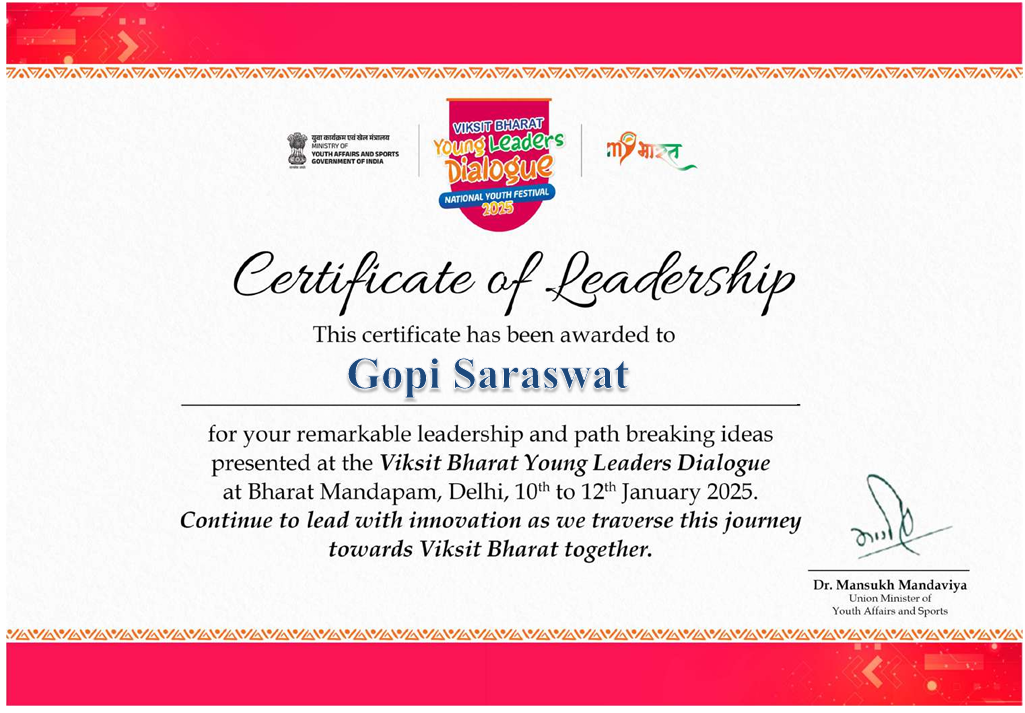 युवा कार्यक्रम एवं खेल मंत्रालय
MINISTRY OF
YOUTH AFFAIRS AND SPORTS
GOVERNMENT OF INDIA
VIKSIT BHARAT
Young Leaders
Dialogue
NATIONAL YOUTH FESTIVAL
2025
my भारत
Certificate of Leadership
This certificate has been awarded to
Gopi Saraswat
for your remarkable leadership and path breaking ideas
presented at the Viksit Bharat Young Leaders Dialogue
at Bharat Mandapam, Delhi, 10th to 12th January 2025.
Continue to lead with innovation as we traverse this journey
towards Viksit Bharat together.
Dr. Mansukh Mandaviya
Union Minister of
Youth Affairs and Sports